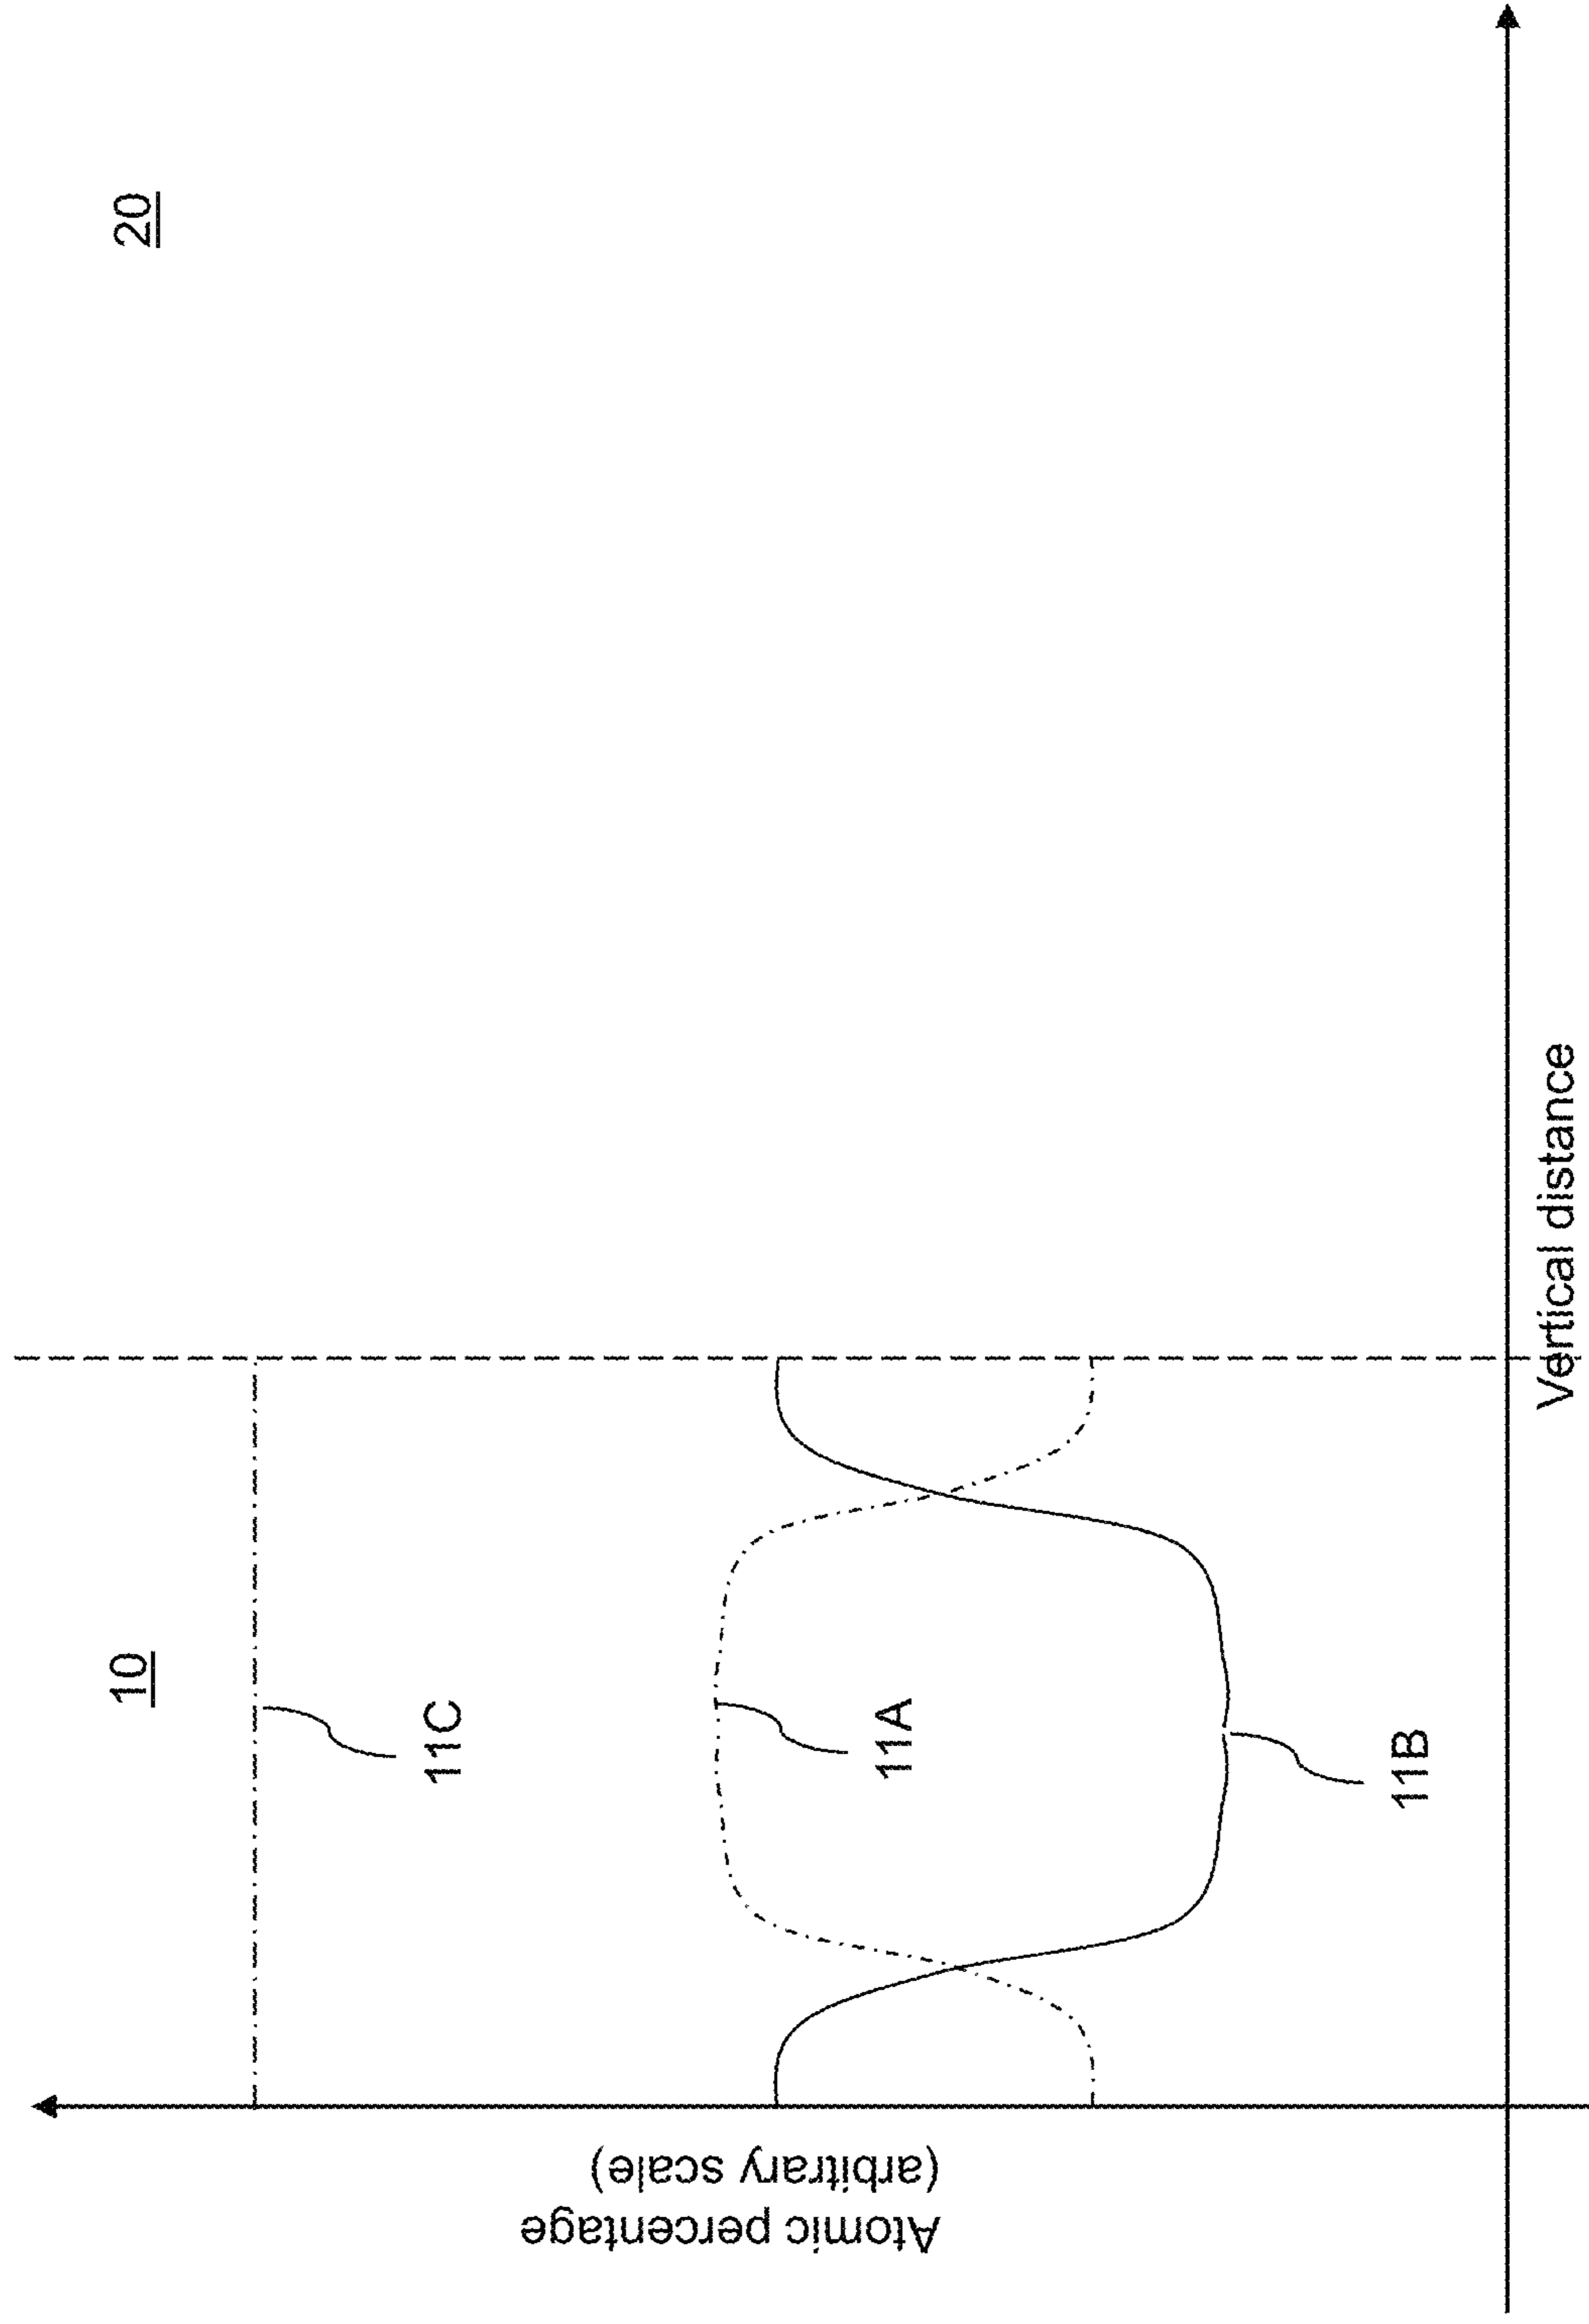 10
20
11C
11A
11B
Atomic percentage
(arbitrary scale)
Vertical distance